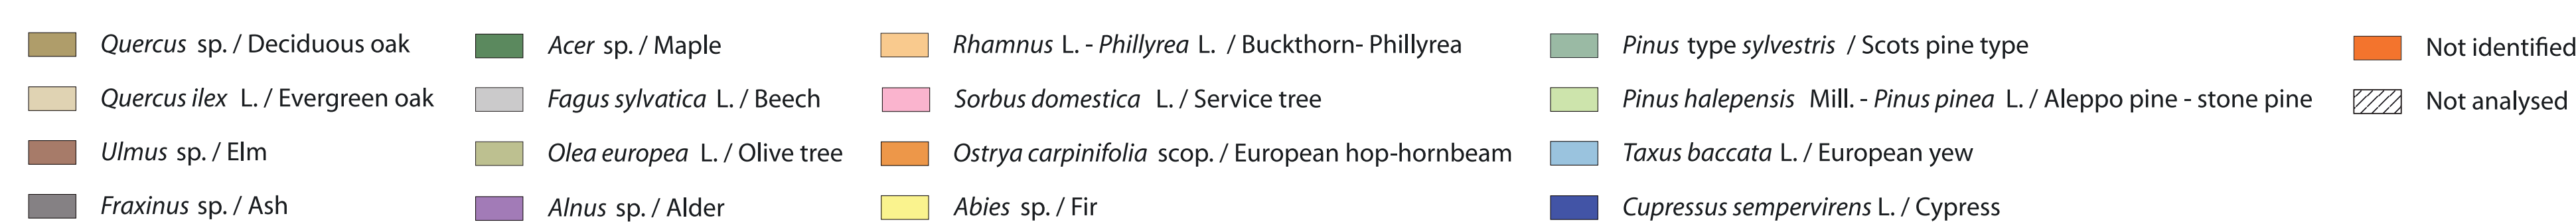 Quercus sp. / Deciduous oak
Quercus ilex L. / Evergreen oak
Ulmus sp. / Elm
Fraxinus sp. / Ash
Acer sp. / Maple
Fagus sylvatica L. / Beech
Olea europea L. / Olive tree
Alnus sp. / Alder
Rhamnus L. - Phillyrea L. / Buckthorn- Phillyrea
Sorbus domestica L. / Service tree
Ostrya carpinifolia scop. / European hop-hornbeam
Abies sp. / Fir
Pinus type sylvestris / Scots pine type
Pinus halepensis Mill. - Pinus pinea L. / Aleppo pine - stone pine
Taxus baccata L. / European yew
Cupressus sempervirens L. / Cypress
Not identified
Not analysed